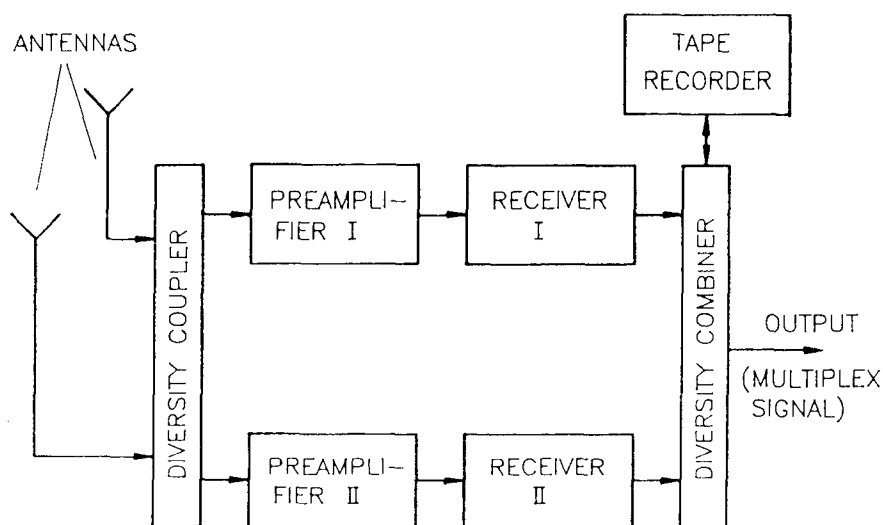 ANTENNAS
TAPE
RECORDER
DIVERSITY COUPLER
PREAMPLI-
FIER I
RECEIVER
I
DIVERSITY COMBINER
OUTPUT
(MULTIPLEX
SIGNAL)
PREAMPLI-
FIER II
RECEIVER
II